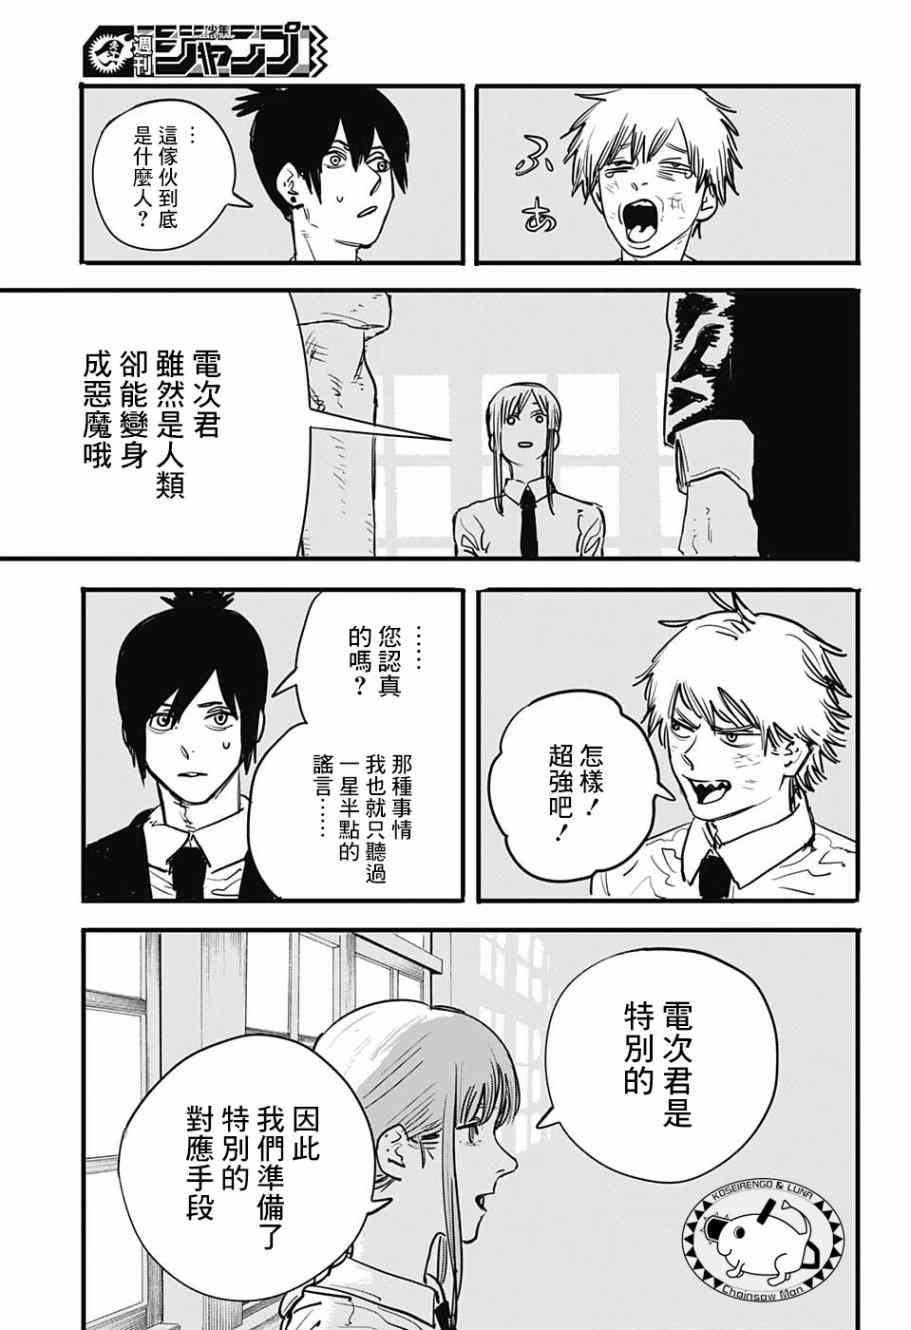 週刊
少年
ジャンプ
ふぁ
…
這傢伙到底
是什麼人？
電次君
雖然是人類
卻能變身
成惡魔哦
怎樣！
超強吧！
……
您認真
的嗎？
那種事情
我也就只聽過
一星半點的
謠言……
電次君是
特別的
因此
我們準備了
特別的
對應手段
KOSEIRENGO & LUNA
Chainsaw Man